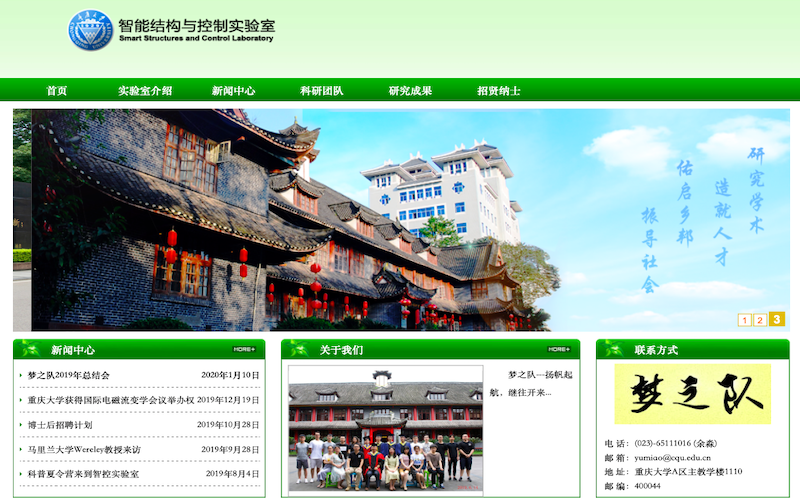 智能结构与控制实验室
Smart Structures and Control Laboratory
首页 实验室介绍 新闻中心 科研团队 研究成果 招贤纳士
研究学术
造就人才
佑启乡邦
振导社会
1 2 3
新闻中心 MORE+
梦之队2019年总结会 2020年1月10日
重庆大学获得国际电磁流变学会议举办权 2019年12月19日
博士后招聘计划 2019年10月28日
马里兰大学Wereley教授来访 2019年9月28日
科普夏令营来到智控实验室 2019年8月4日
关于我们 MORE+
梦之队---扬帆起
航，继往开来...
联系方式
梦之队
电 话：(023)-65111016 (余淼)
邮 箱：yumiao@cqu.edu.cn
地 址：重庆大学A区主教学楼1110
邮 编：400044